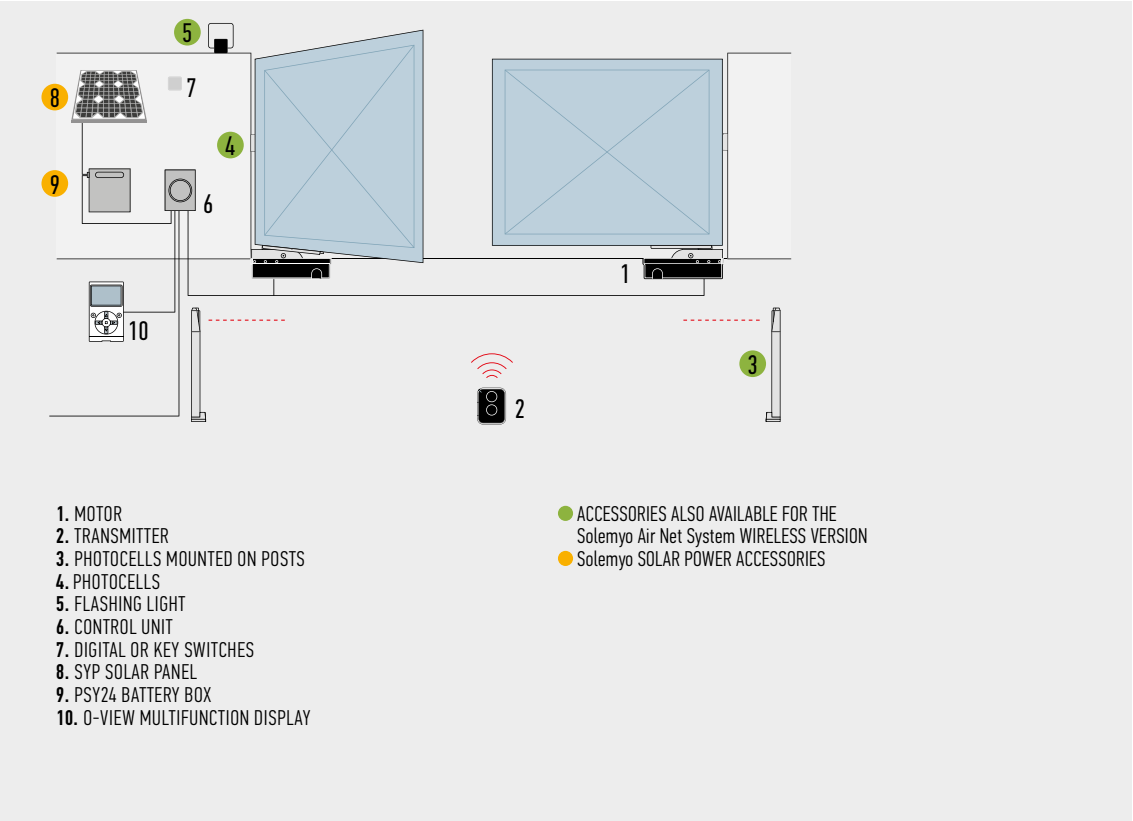 5
8
7
4
9
6
1
10
3
2
1. MOTOR
2. TRANSMITTER
3. PHOTOCELLS MOUNTED ON POSTS
4. PHOTOCELLS
5. FLASHING LIGHT
6. CONTROL UNIT
7. DIGITAL OR KEY SWITCHES
8. SYP SOLAR PANEL
9. PSY24 BATTERY BOX
10. O-VIEW MULTIFUNCTION DISPLAY
ACCESSORIES ALSO AVAILABLE FOR THE
Solemyo Air Net System WIRELESS VERSION
Solemyo SOLAR POWER ACCESSORIES